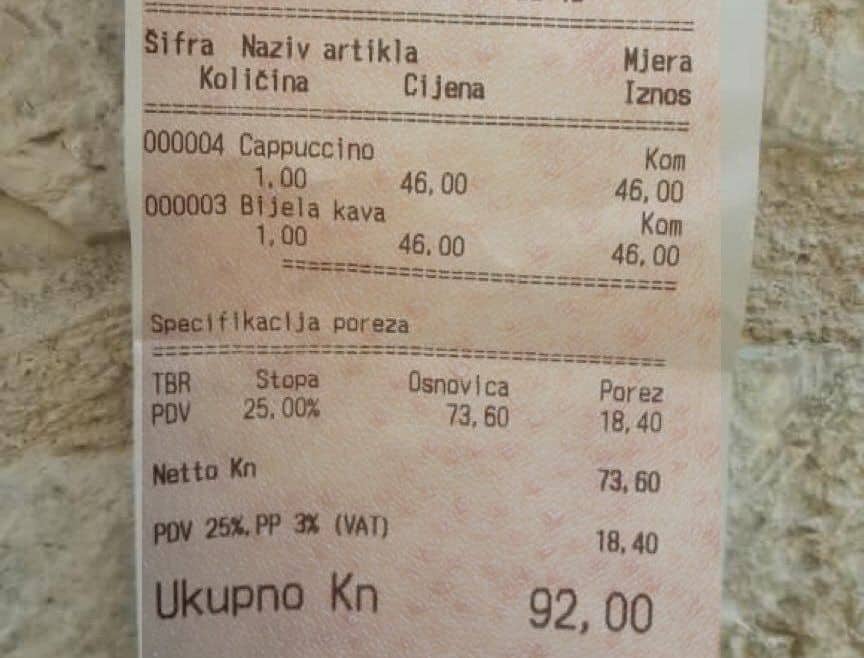 Šifra Naziv artikla Mjera
Količina Cijena Iznos
000004 Cappuccino Kom
1,00 46,00 46,00
000003 Bijela kava Kom
1,00 46,00 46,00
Specifikacija poreza
TBR Stopa Osnovica Porez
PDV 25,00% 73,60 18,40
Netto Kn 73,60
PDV 25%,PP 3% (VAT) 18,40
Ukupno Kn 92,00